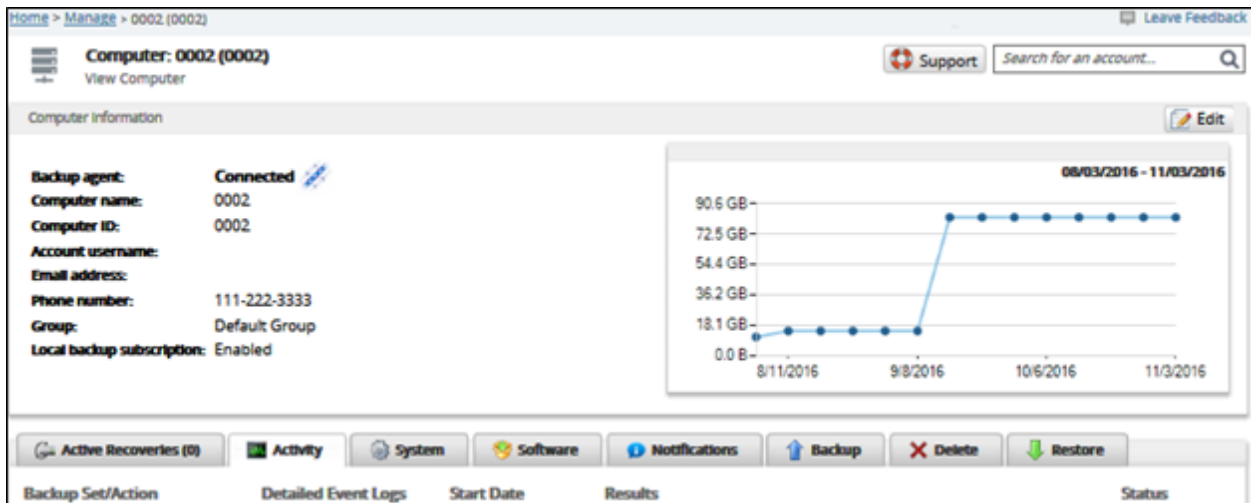 Home > Manage > 0002 (0002) Leave Feedback
Computer: 0002 (0002)
View Computer
Support
Search for an account...
Computer Information
Edit
Backup agent: Connected
Computer name: 0002
Computer ID: 0002
Account username:
Email address:
Phone number: 111-222-3333
Group: Default Group
Local backup subscription: Enabled
08/03/2016 - 11/03/2016
90.6 GB
72.5 GB
54.4 GB
36.2 GB
18.1 GB
0.0 B
8/11/2016 9/8/2016 10/6/2016 11/3/2016
Active Recoveries (0) Activity System Software Notifications Backup Delete Restore
Backup Set/Action Detailed Event Logs Start Date Results Status